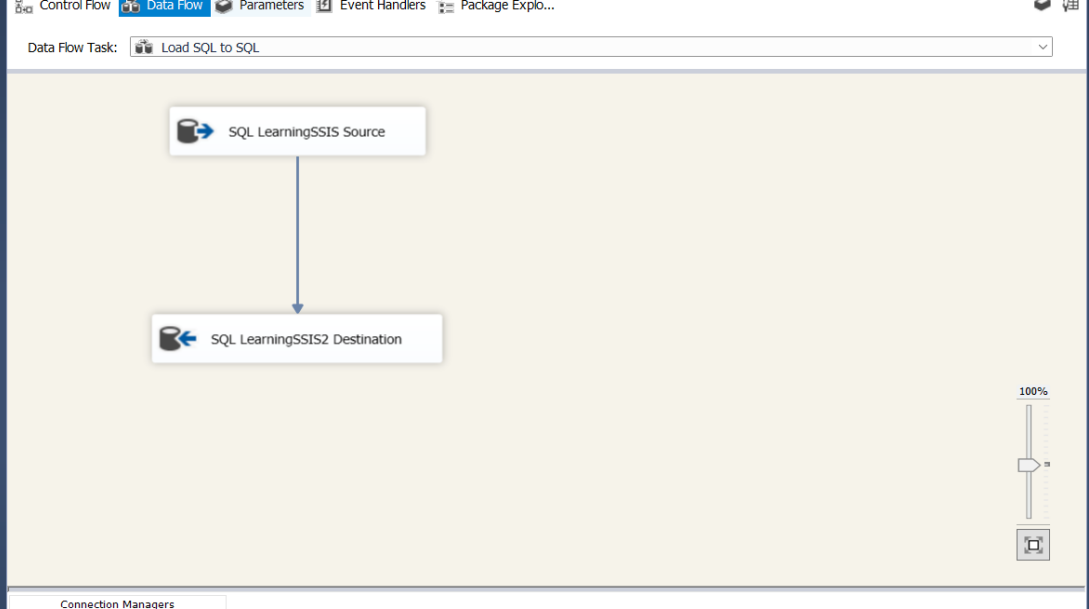 Control Flow Data Flow Parameters Event Handlers Package Explo...
Data Flow Task: Load SQL to SQL
SQL LearningSSIS Source
SQL LearningSSIS2 Destination
100%
Connection Managers